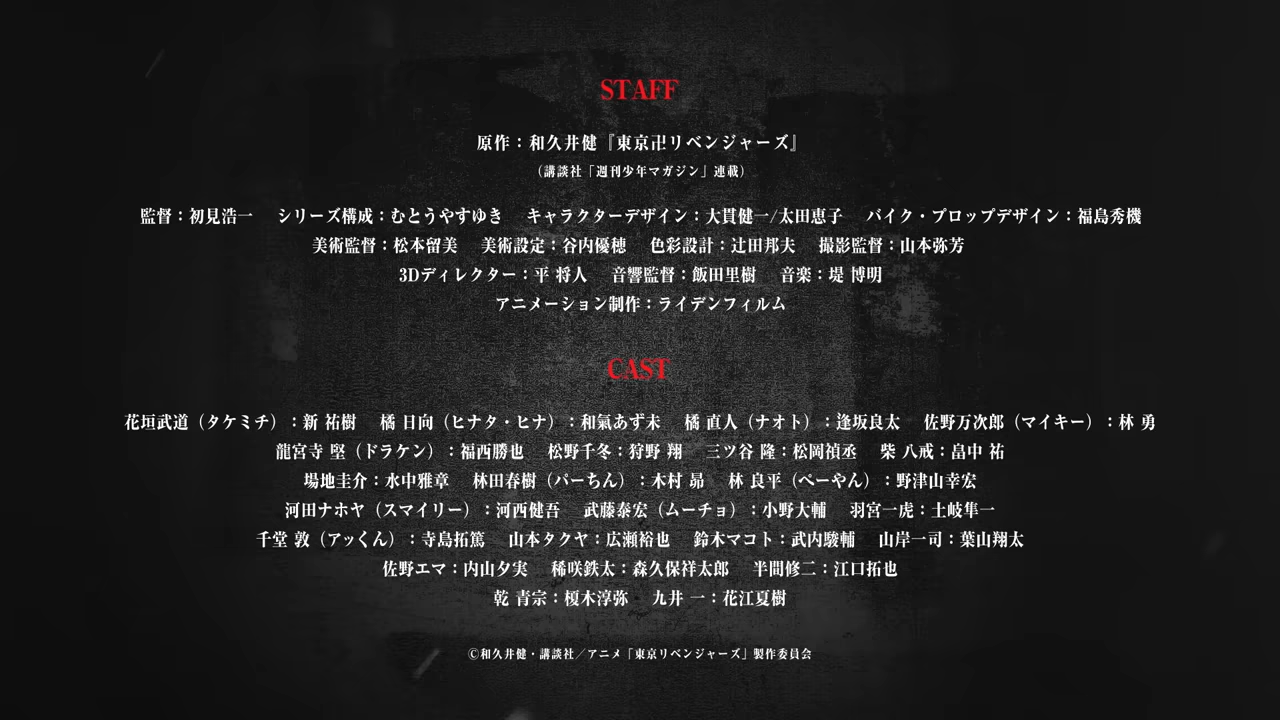 STAFF
原作：和久井健『東京卍リベンジャーズ』
（講談社「週刊少年マガジン」連載）
監督：初見浩一　シリーズ構成：むとうやすゆき　キャラクターデザイン：大貫健一/太田恵子　バイク・プロップデザイン：福島秀機
美術監督：松本留美　美術設定：谷内優穂　色彩設計：辻田邦夫　撮影監督：山本弥芳
3Dディレクター：平 将人　音響監督：飯田里樹　音楽：堤 博明
アニメーション制作：ライデンフィルム
CAST
花垣武道（タケミチ）：新 祐樹　橘 日向（ヒナタ・ヒナ）：和氣あず未　橘 直人（ナオト）：逢坂良太　佐野万次郎（マイキー）：林 勇
龍宮寺 堅（ドラケン）：福西勝也　松野千冬：狩野 翔　三ツ谷 隆：松岡禎丞　柴 八戒：畠中 祐
場地圭介：水中雅章　林田春樹（パーちん）：木村 昴　林 良平（ぺーやん）：野津山幸宏
河田ナホヤ（スマイリー）：河西健吾　武藤泰宏（ムーチョ）：小野大輔　羽宮一虎：土岐隼一
千堂 敦（アッくん）：寺島拓篤　山本タクヤ：広瀬裕也　鈴木マコト：武内駿輔　山岸一司：葉山翔太
佐野エマ：内山夕実　稀咲鉄太：森久保祥太郎　半間修二：江口拓也
乾 青宗：榎木淳弥　九井 一：花江夏樹
©和久井健・講談社／アニメ「東京リベンジャーズ」製作委員会